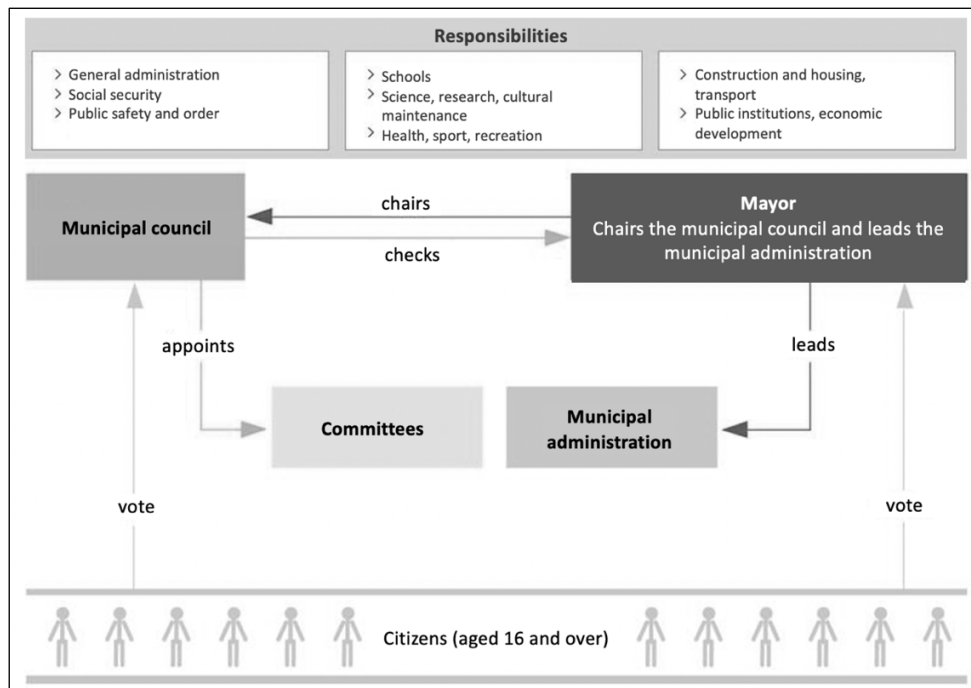 Responsibilities
> General administration
> Social security
> Public safety and order
> Schools
> Science, research, cultural
maintenance
> Health, sport, recreation
> Construction and housing,
transport
> Public institutions, economic
development
Municipal council
chairs
checks
Mayor
Chairs the municipal council and leads the
municipal administration
appoints
leads
Committees
Municipal
administration
vote
vote
Citizens (aged 16 and over)